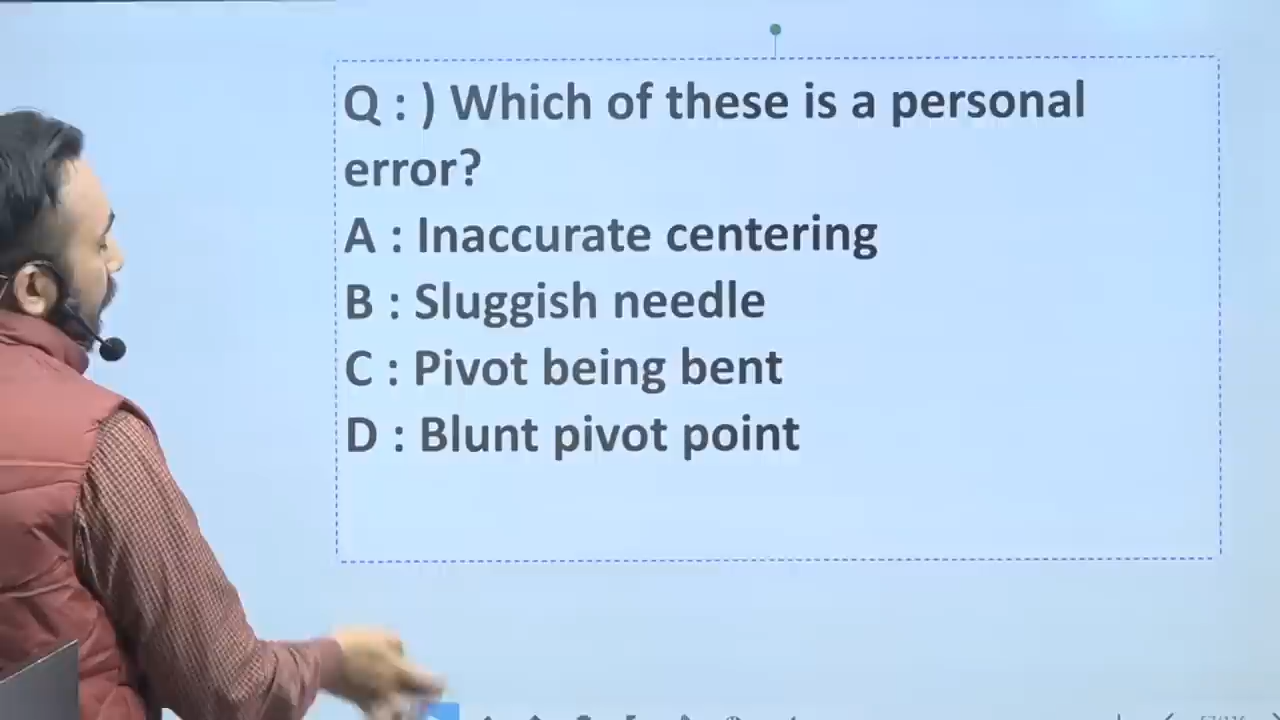 Q : ) Which of these is a personal
error?
A : Inaccurate centering
B : Sluggish needle
C : Pivot being bent
D : Blunt pivot point